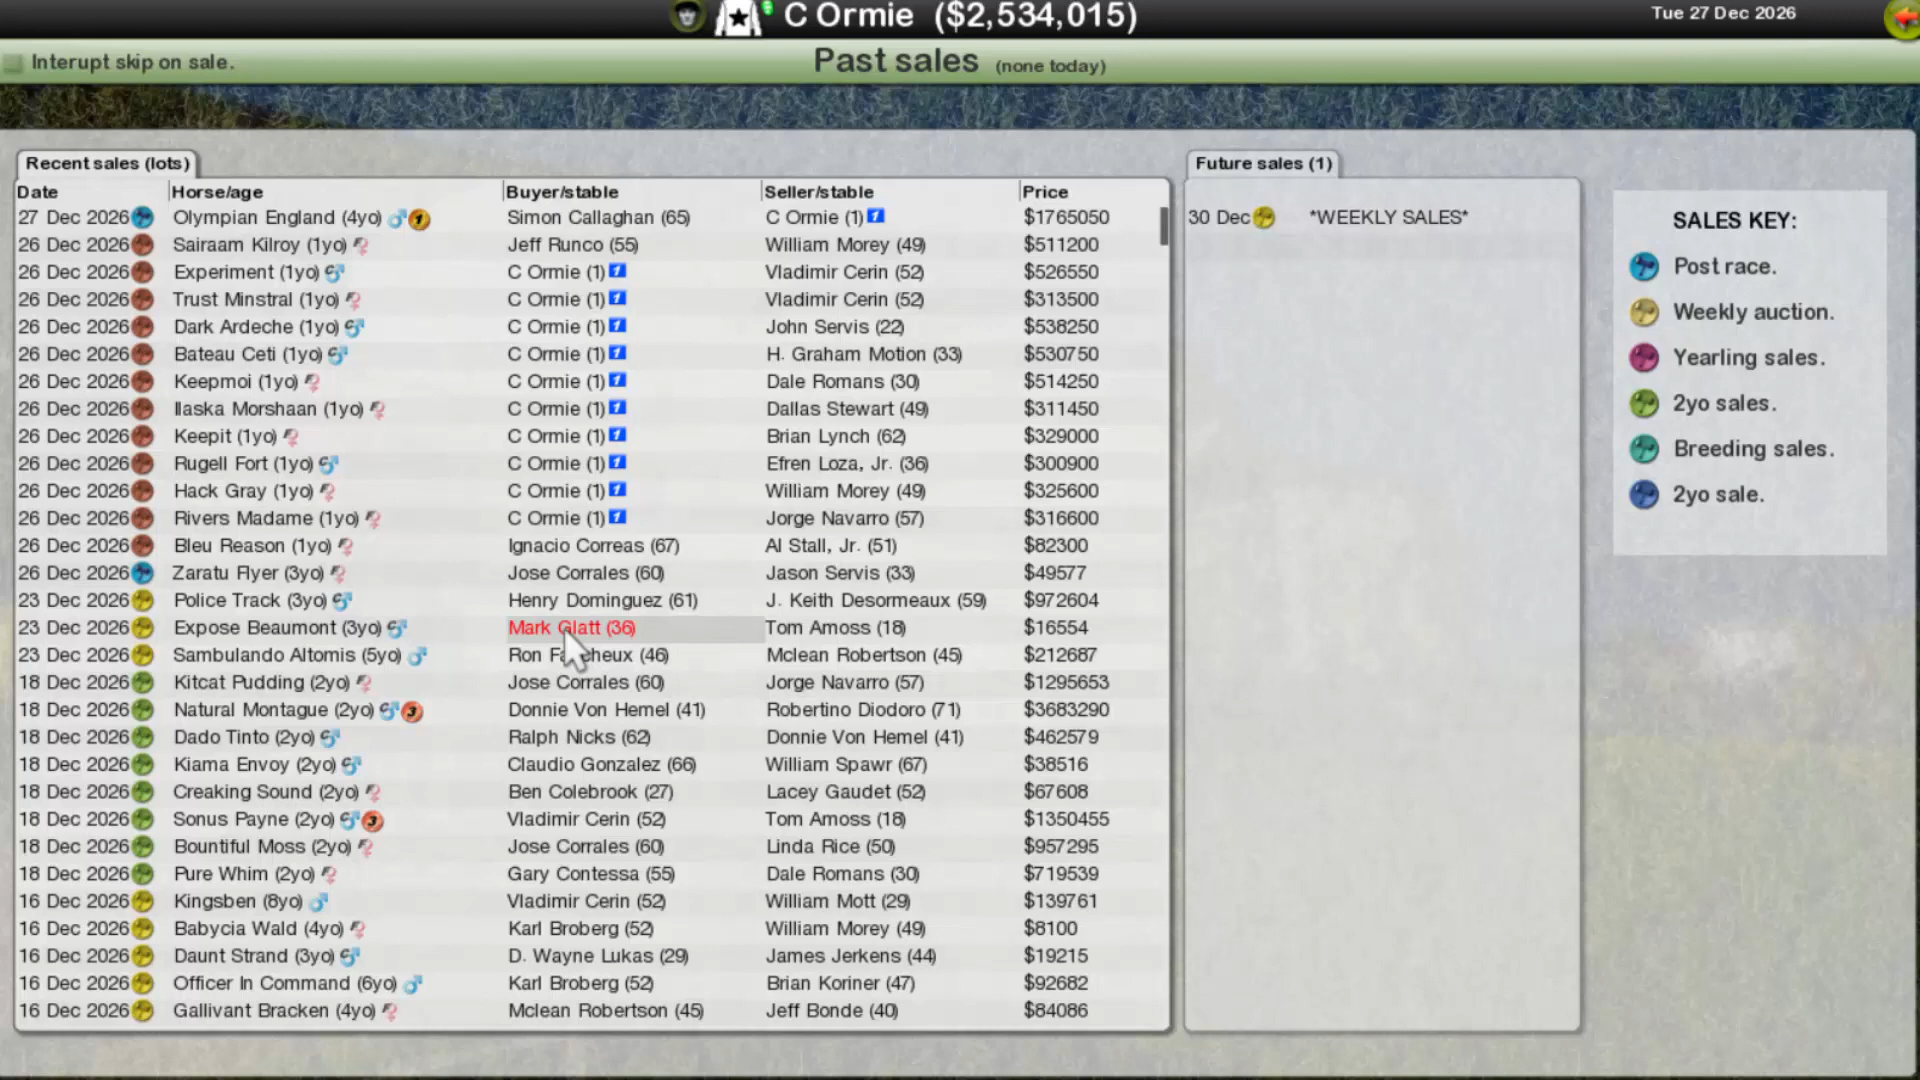 C Ormie ($2,534,015)
Tue 27 Dec 2026
Interupt skip on sale.
Past sales (none today)
Recent sales (lots)
Date Horse/age Buyer/stable Seller/stable Price
27 Dec 2026 Olympian England (4yo) 1 Simon Callaghan (65) C Ormie (1) 1 $1765050
26 Dec 2026 Sairaam Kilroy (1yo) Jeff Runco (55) William Morey (49) $511200
26 Dec 2026 Experiment (1yo) C Ormie (1) 1 Vladimir Cerin (52) $526550
26 Dec 2026 Trust Minstral (1yo) C Ormie (1) 1 Vladimir Cerin (52) $313500
26 Dec 2026 Dark Ardeche (1yo) C Ormie (1) 1 John Servis (22) $538250
26 Dec 2026 Bateau Ceti (1yo) C Ormie (1) 1 H. Graham Motion (33) $530750
26 Dec 2026 Keepmoi (1yo) C Ormie (1) 1 Dale Romans (30) $514250
26 Dec 2026 Ilaska Morshaan (1yo) C Ormie (1) 1 Dallas Stewart (49) $311450
26 Dec 2026 Keepit (1yo) C Ormie (1) 1 Brian Lynch (62) $329000
26 Dec 2026 Rugell Fort (1yo) C Ormie (1) 1 Efren Loza, Jr. (36) $300900
26 Dec 2026 Hack Gray (1yo) C Ormie (1) 1 William Morey (49) $325600
26 Dec 2026 Rivers Madame (1yo) C Ormie (1) 1 Jorge Navarro (57) $316600
26 Dec 2026 Bleu Reason (1yo) Ignacio Correas (67) Al Stall, Jr. (51) $82300
26 Dec 2026 Zaratu Flyer (3yo) Jose Corrales (60) Jason Servis (33) $49577
23 Dec 2026 Police Track (3yo) Henry Dominguez (61) J. Keith Desormeaux (59) $972604
23 Dec 2026 Expose Beaumont (3yo) Mark Glatt (36) Tom Amoss (18) $16554
23 Dec 2026 Sambulando Altomis (5yo) Ron (46) Mclean Robertson (45) $212687
18 Dec 2026 Kitcat Pudding (2yo) Jose Corrales (60) Jorge Navarro (57) $1295653
18 Dec 2026 Natural Montague (2yo) 3 Donnie Von Hemel (41) Robertino Diodoro (71) $3683290
18 Dec 2026 Dado Tinto (2yo) Ralph Nicks (62) Donnie Von Hemel (41) $462579
18 Dec 2026 Kiama Envoy (2yo) Claudio Gonzalez (66) William Spawr (67) $38516
18 Dec 2026 Creaking Sound (2yo) Ben Colebrook (27) Lacey Gaudet (52) $67608
18 Dec 2026 Sonus Payne (2yo) 3 Vladimir Cerin (52) Tom Amoss (18) $1350455
18 Dec 2026 Bountiful Moss (2yo) Jose Corrales (60) Linda Rice (50) $957295
18 Dec 2026 Pure Whim (2yo) Gary Contessa (55) Dale Romans (30) $719539
16 Dec 2026 Kingsben (8yo) Vladimir Cerin (52) William Mott (29) $139761
16 Dec 2026 Babycia Wald (4yo) Karl Broberg (52) William Morey (49) $8100
16 Dec 2026 Daunt Strand (3yo) D. Wayne Lukas (29) James Jerkens (44) $19215
16 Dec 2026 Officer In Command (6yo) Karl Broberg (52) Brian Koriner (47) $92682
16 Dec 2026 Gallivant Bracken (4yo) Mclean Robertson (45) Jeff Bonde (40) $84086
Future sales (1)
30 Dec *WEEKLY SALES*
SALES KEY:
Post race.
Weekly auction.
Yearling sales.
2yo sales.
Breeding sales.
2yo sale.